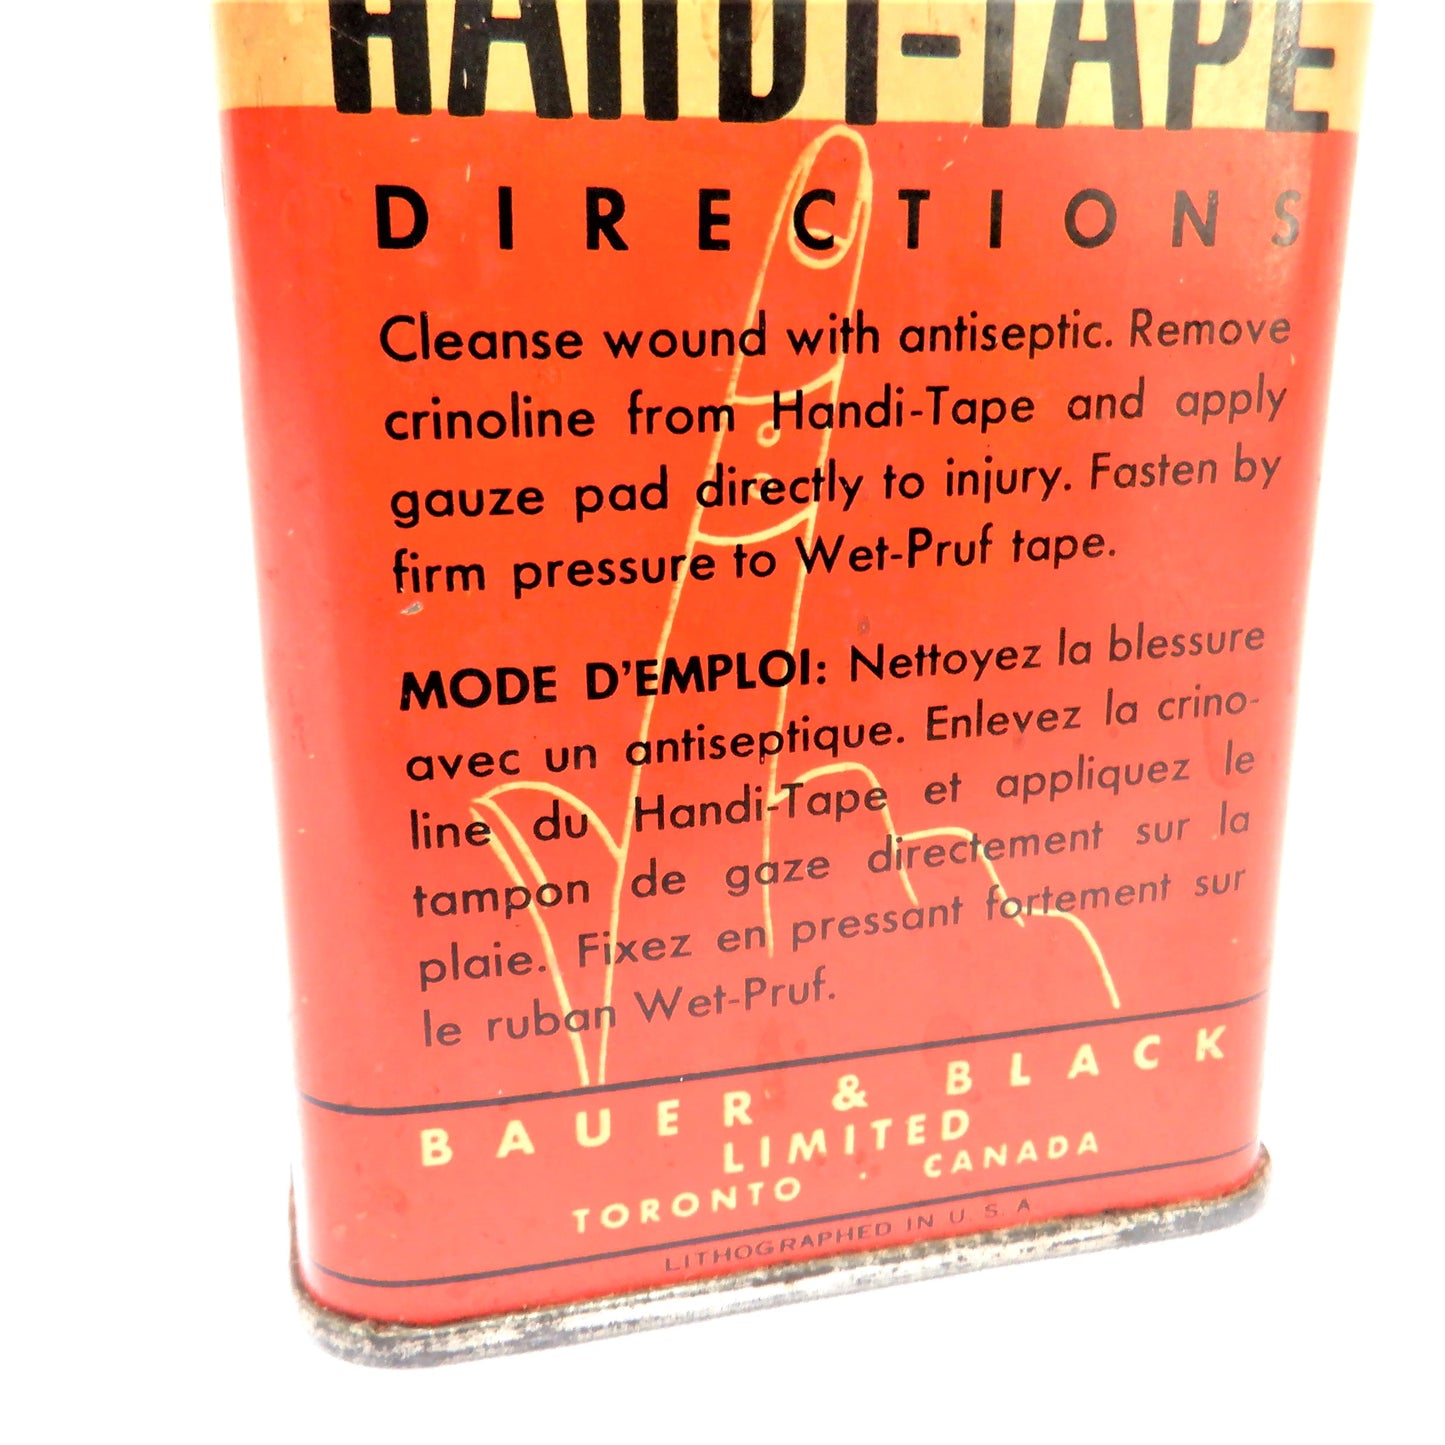 HANDI-TAPE
DIRECTIONS
Cleanse wound with antiseptic. Remove
crinoline from Handi-Tape and apply
gauze pad directly to injury. Fasten by
firm pressure to Wet-Pruf tape.
MODE D'EMPLOI: Nettoyez la blessure
avec un antiseptique. Enlevez la crino-
line du Handi-Tape et appliquez le
tampon de gaze directement sur la
plaie. Fixez en pressant fortement sur
le ruban Wet-Pruf.
BAUER & BLACK
LIMITED
TORONTO · CANADA
LITHOGRAPHED IN U. S. A